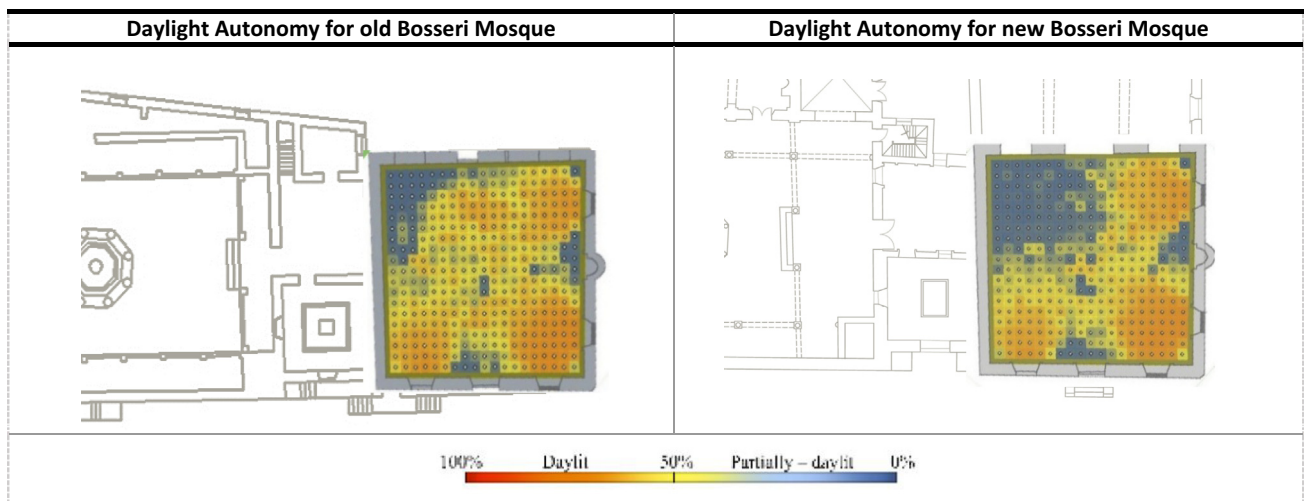 Daylight Autonomy for old Bosseri Mosque
Daylight Autonomy for new Bosseri Mosque
100% Daylit 50% Partially – daylit 0%